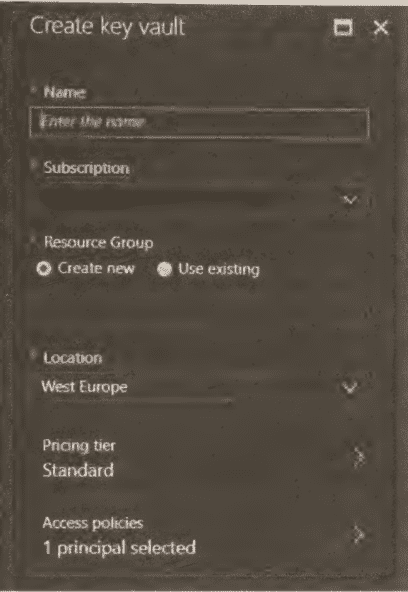 Create key vault
* Name
Enter the name
* Subscription
* Resource Group
Create new Use existing
* Location
West Europe
Pricing tier
Standard
Access policies
1 principal selected